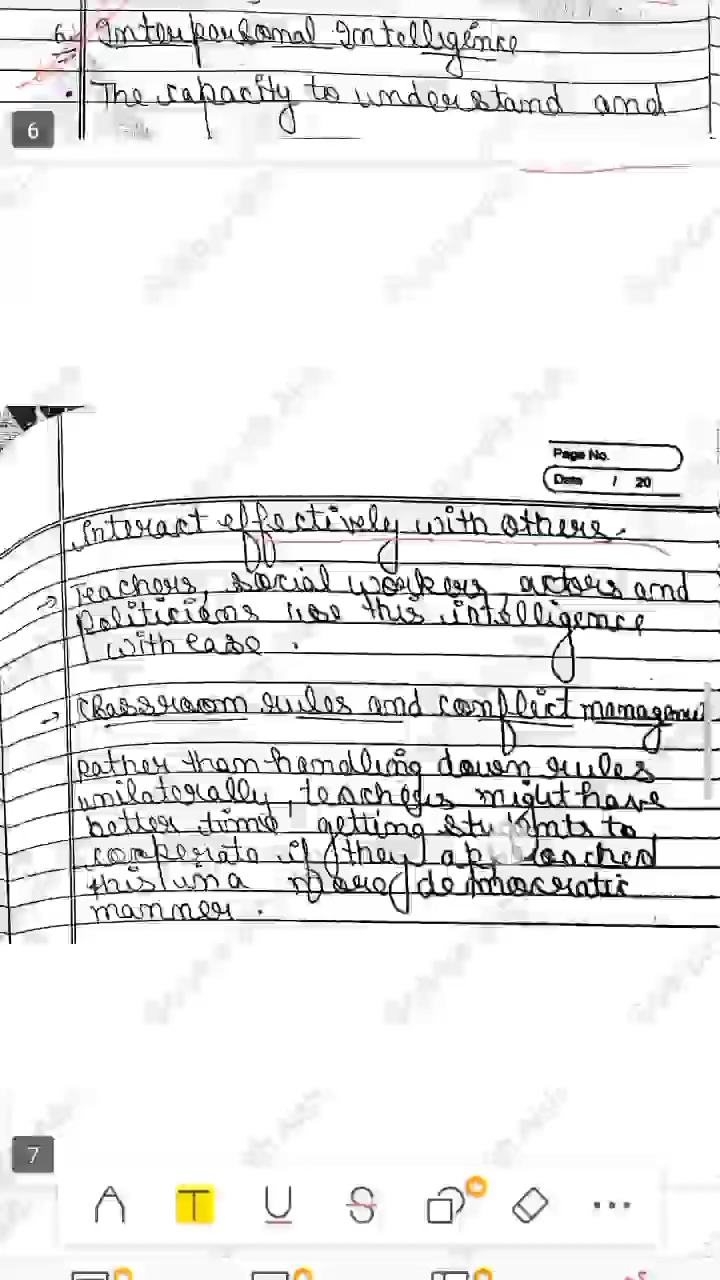 6. Interpersonal Intelligence
• The capacity to understand and
6
Page No.
Date / 20
Interact effectively with others.
→ Teachers, social workers, actors and
politicians use this intelligence
with ease.
→ Classroom rules and conflict management
rather than handling down rules
unilaterally, teachers might have
better time getting students to
cooperate if they approached
this in a more democratic
manner.
7